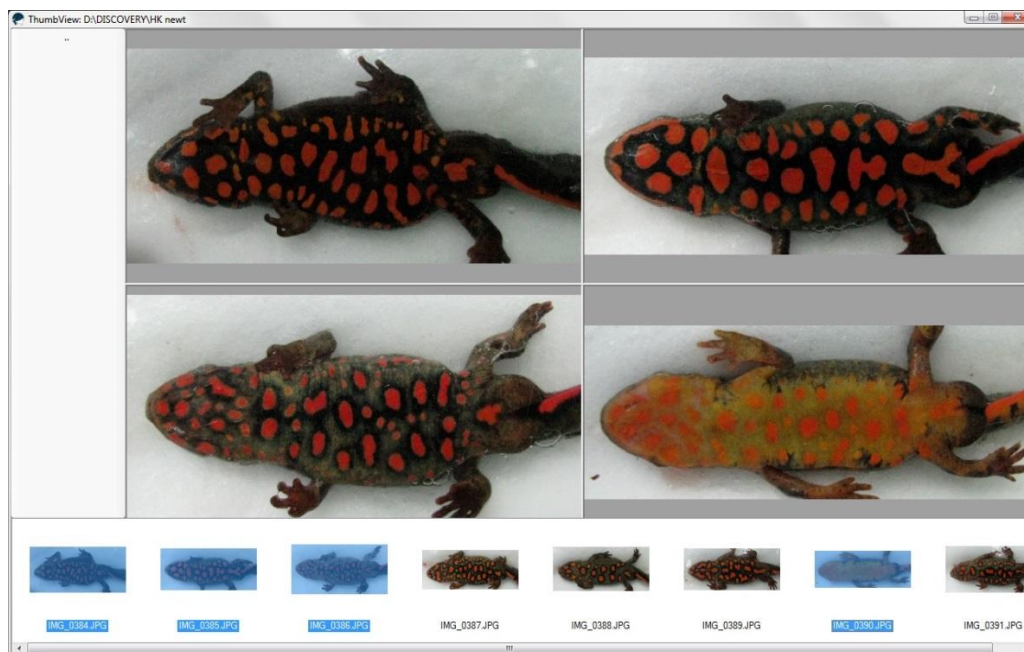 ThumbView: D:\DISCOVERY\HK newt
..
IMG_0384.JPG
IMG_0385.JPG
IMG_0386.JPG
IMG_0387.JPG
IMG_0388.JPG
IMG_0389.JPG
IMG_0390.JPG
IMG_0391.JPG